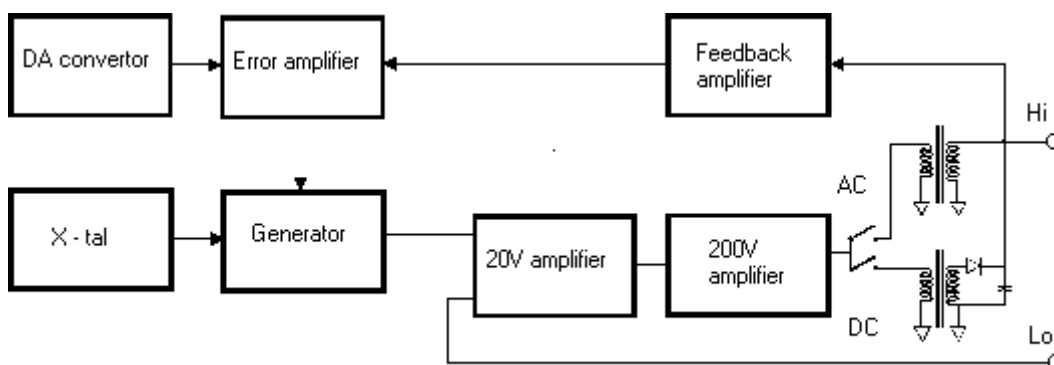 DA convertor
Error amplifier
Feedback
amplifier
Hi
AC
X - tal
Generator
20V amplifier
200V
amplifier
DC
Lo